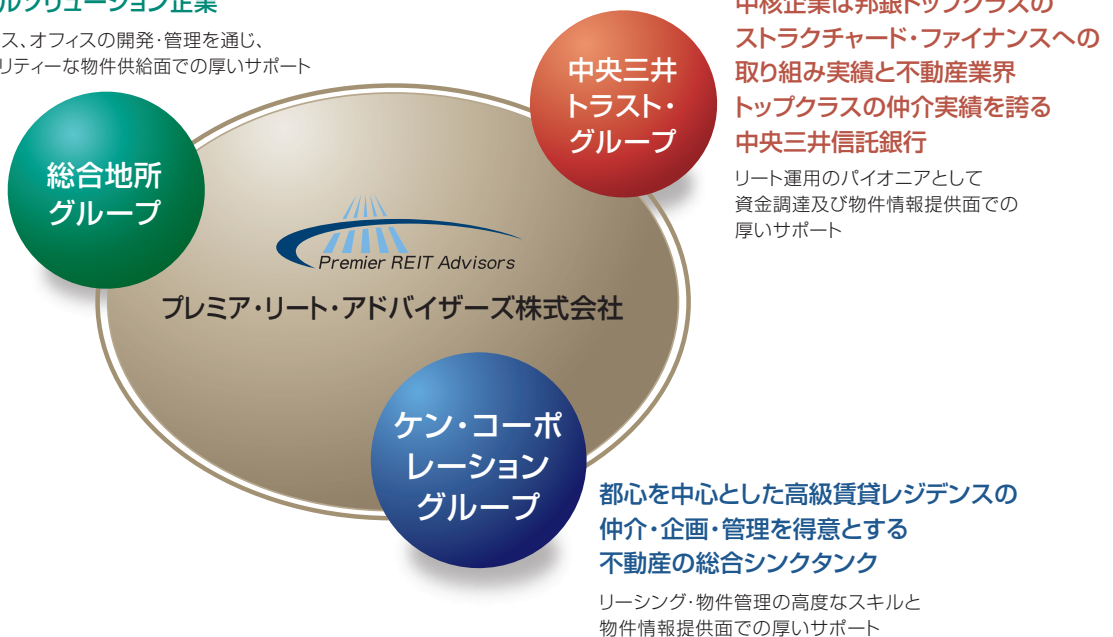 ルソリューション企業
ス、オフィスの開発・管理を通じ、
リティーな物件供給面での厚いサポート
総合地所
グループ
中央三井
トラスト・
グループ
中核企業は邦銀トップクラスの
ストラクチャード・ファイナンスへの
取り組み実績と不動産業界
トップクラスの仲介実績を誇る
中央三井信託銀行
リート運用のパイオニアとして
資金調達及び物件情報提供面での
厚いサポート
Premier REIT Advisors
プレミア・リート・アドバイザーズ株式会社
ケン・コーポ
レーション
グループ
都心を中心とした高級賃貸レジデンスの
仲介・企画・管理を得意とする
不動産の総合シンクタンク
リーシング・物件管理の高度なスキルと
物件情報提供面での厚いサポート